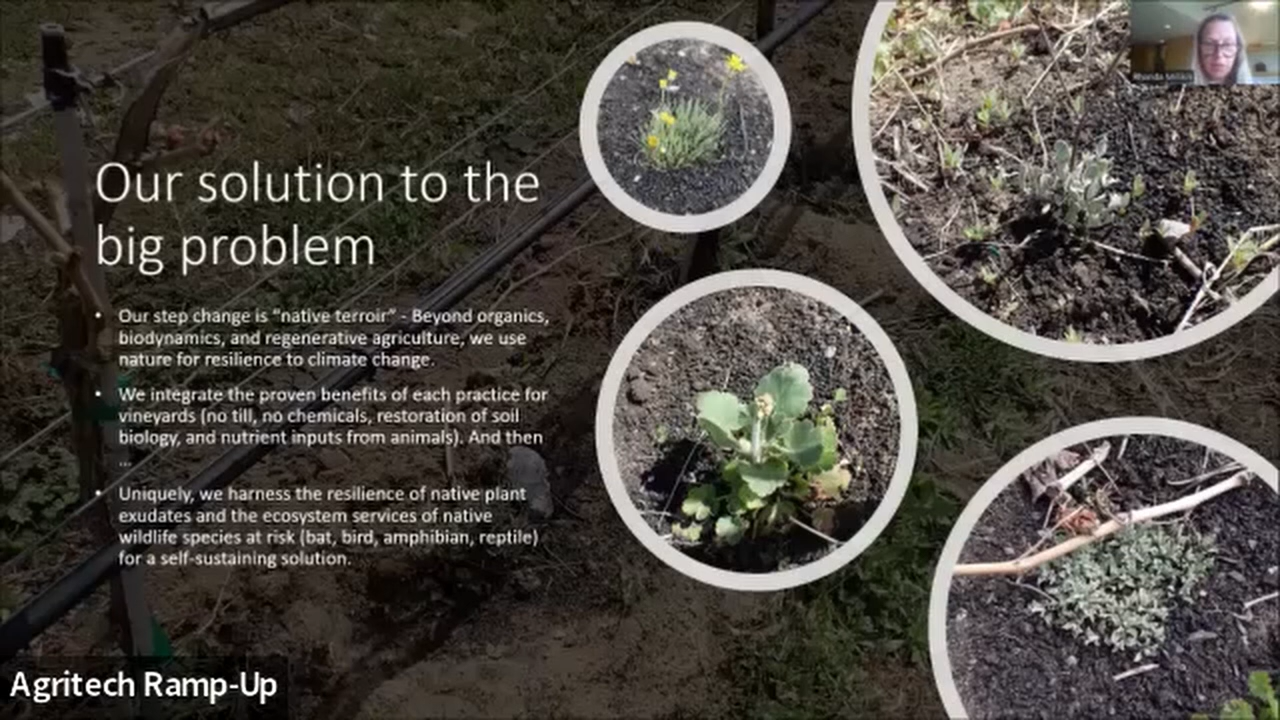 Our solution to the
big problem
• Our step change is "native terroir" - Beyond organics,
biodynamics, and regenerative agriculture, we use
nature for resilience to climate change.
• We integrate the proven benefits of each practice for
vineyards (no till, no chemicals, restoration of soil
biology, and nutrient inputs from animals). And then
...
• Uniquely, we harness the resilience of native plant
exudates and the ecosystem services of native
wildlife species at risk (bat, bird, amphibian, reptile)
for a self-sustaining solution.
Agritech Ramp-Up